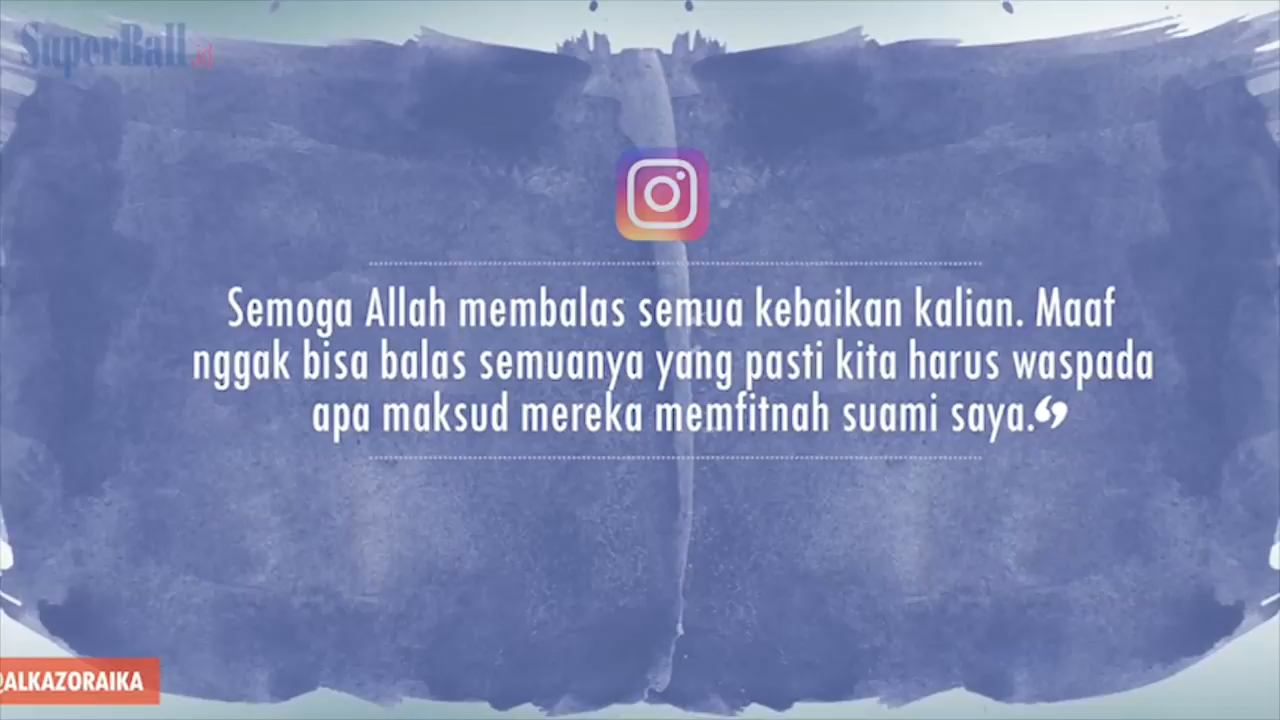 SuperBall.id
Semoga Allah membalas semua kebaikan kalian. Maaf
nggak bisa balas semuanya yang pasti kita harus waspada
apa maksud mereka memfitnah suami saya.”
@ALKAZORAIKA